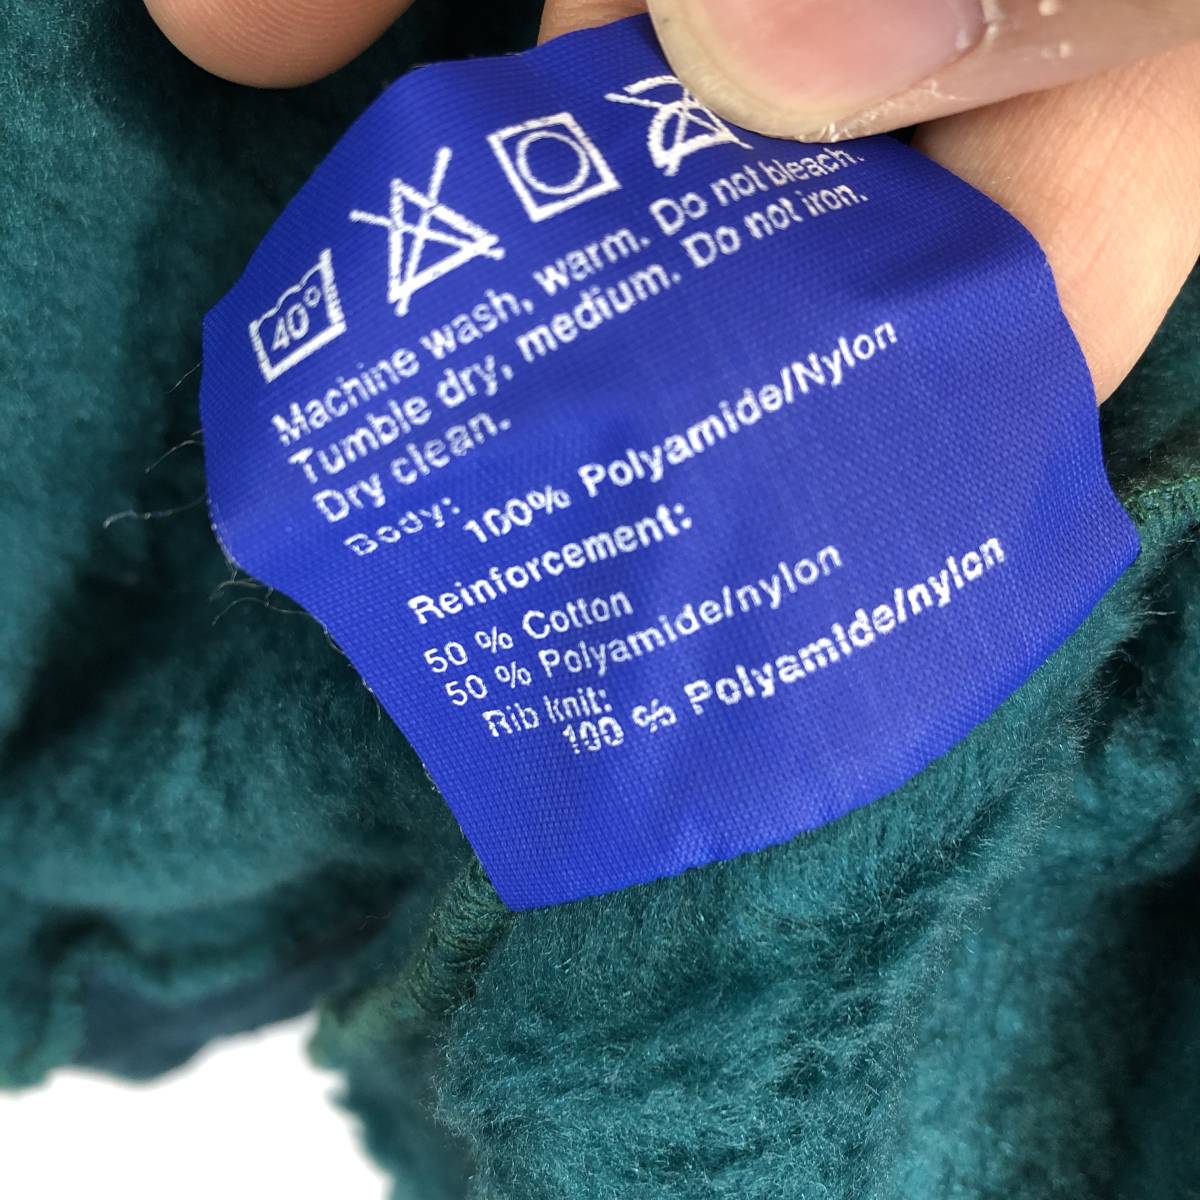 40°
Machine wash, warm. Do not bleach.
Tumble dry, medium. Do not iron.
Dry clean.
Body:
100% Polyamide/Nylon
Reinforcement:
50 % Cotton
50 % Polyamide/nylon
Rib knit:
100 % Polyamide/nylon